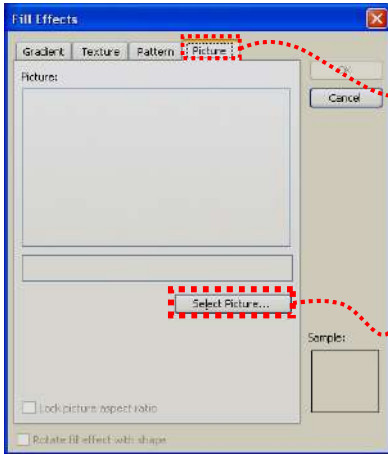 Fill Effects
Gradient Texture Pattern Picture
Picture:
OK
Cancel
Select Picture...
Sample:
Lock picture aspect ratio
Rotate fill effect with shape